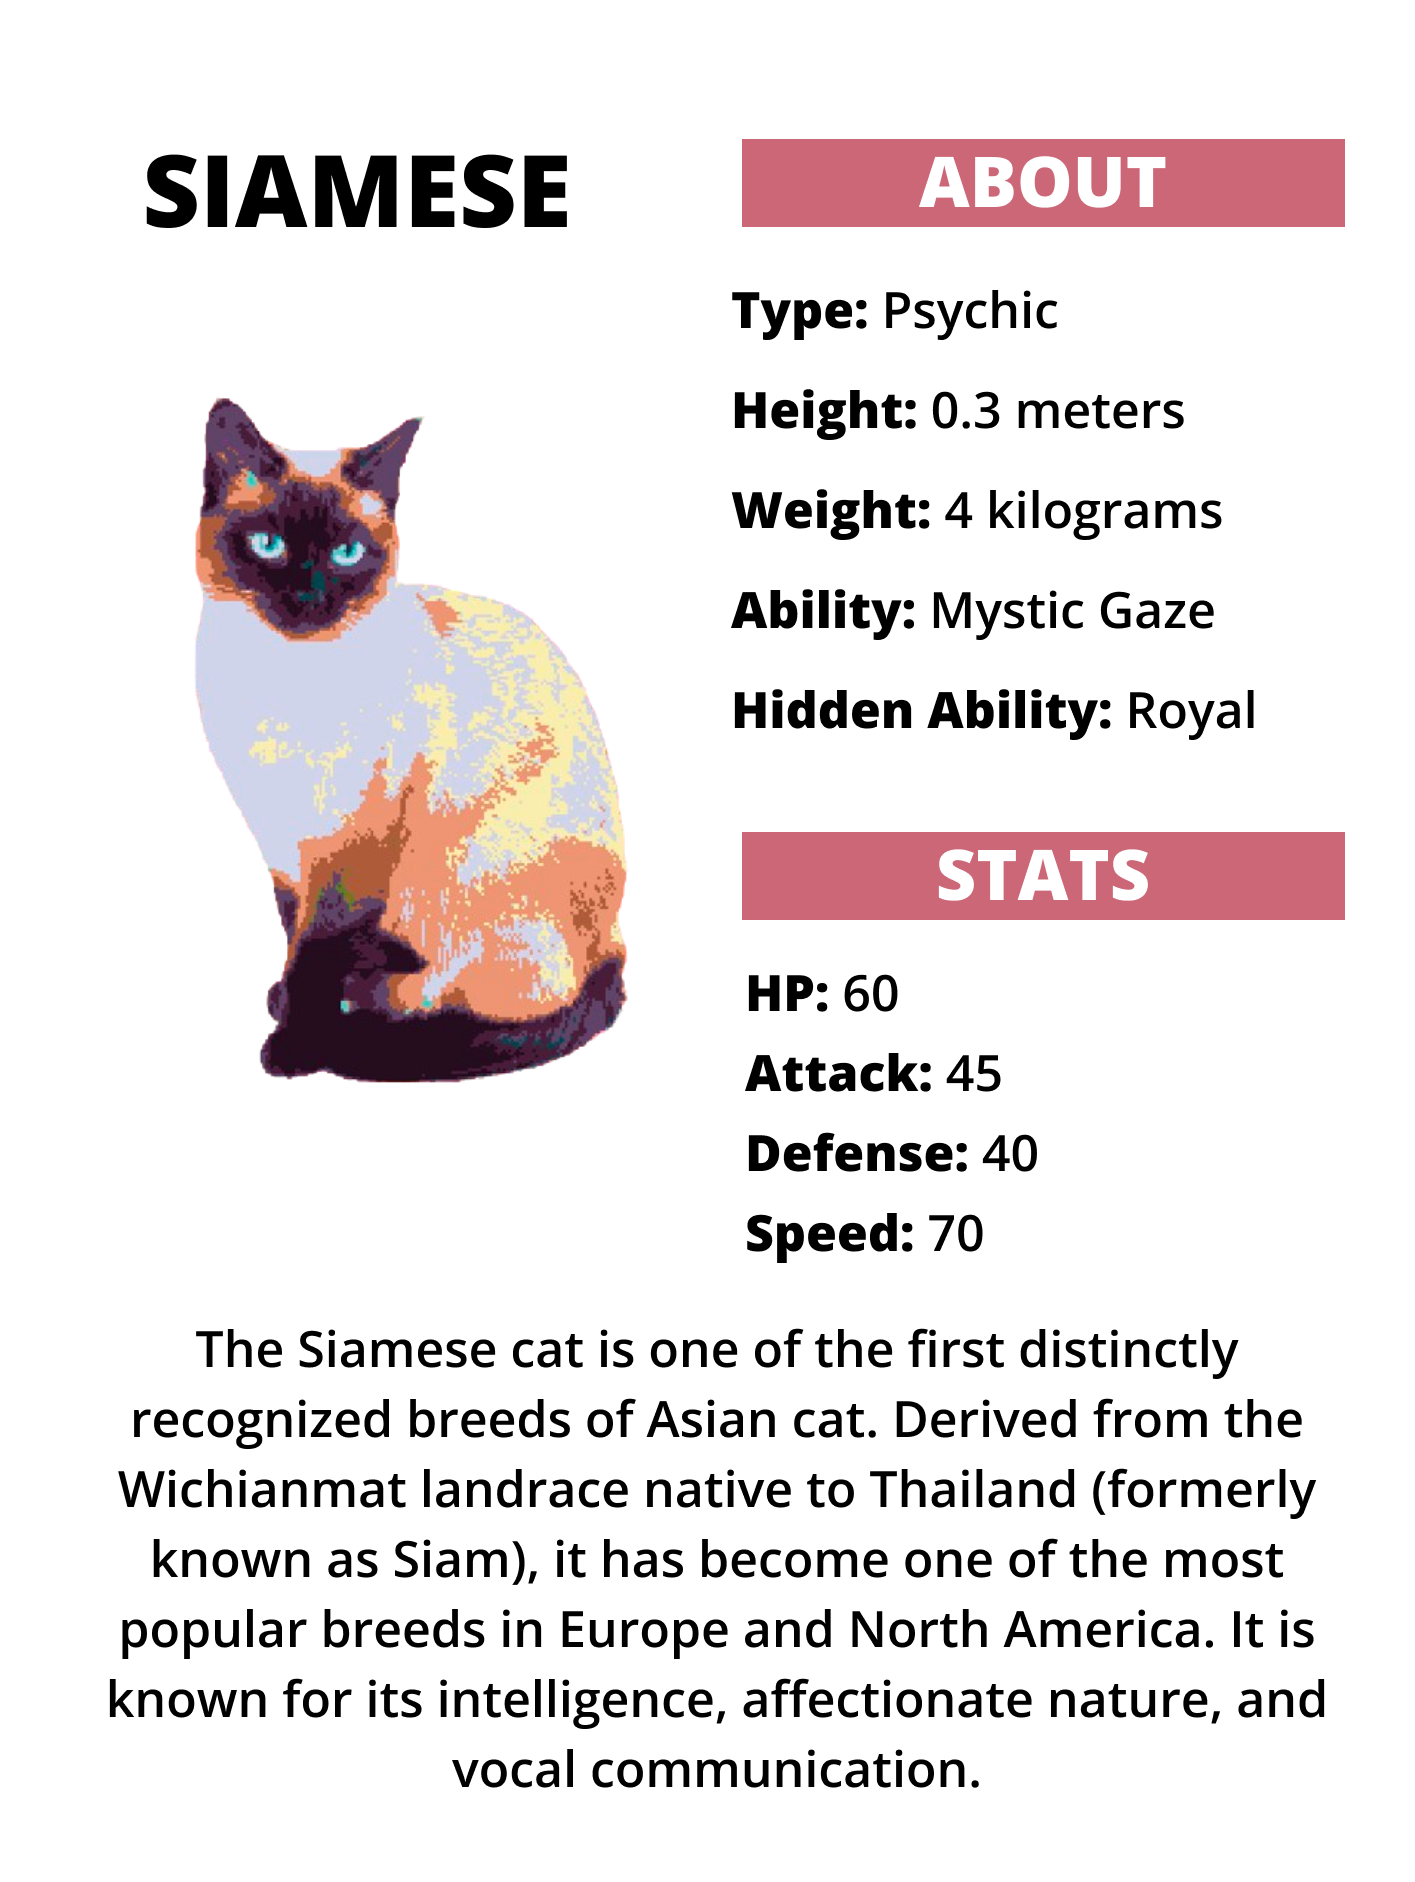 SIAMESE
ABOUT
Type: Psychic
Height: 0.3 meters
Weight: 4 kilograms
Ability: Mystic Gaze
Hidden Ability: Royal
STATS
HP: 60
Attack: 45
Defense: 40
Speed: 70
The Siamese cat is one of the first distinctly
recognized breeds of Asian cat. Derived from the
Wichianmat landrace native to Thailand (formerly
known as Siam), it has become one of the most
popular breeds in Europe and North America. It is
known for its intelligence, affectionate nature, and
vocal communication.